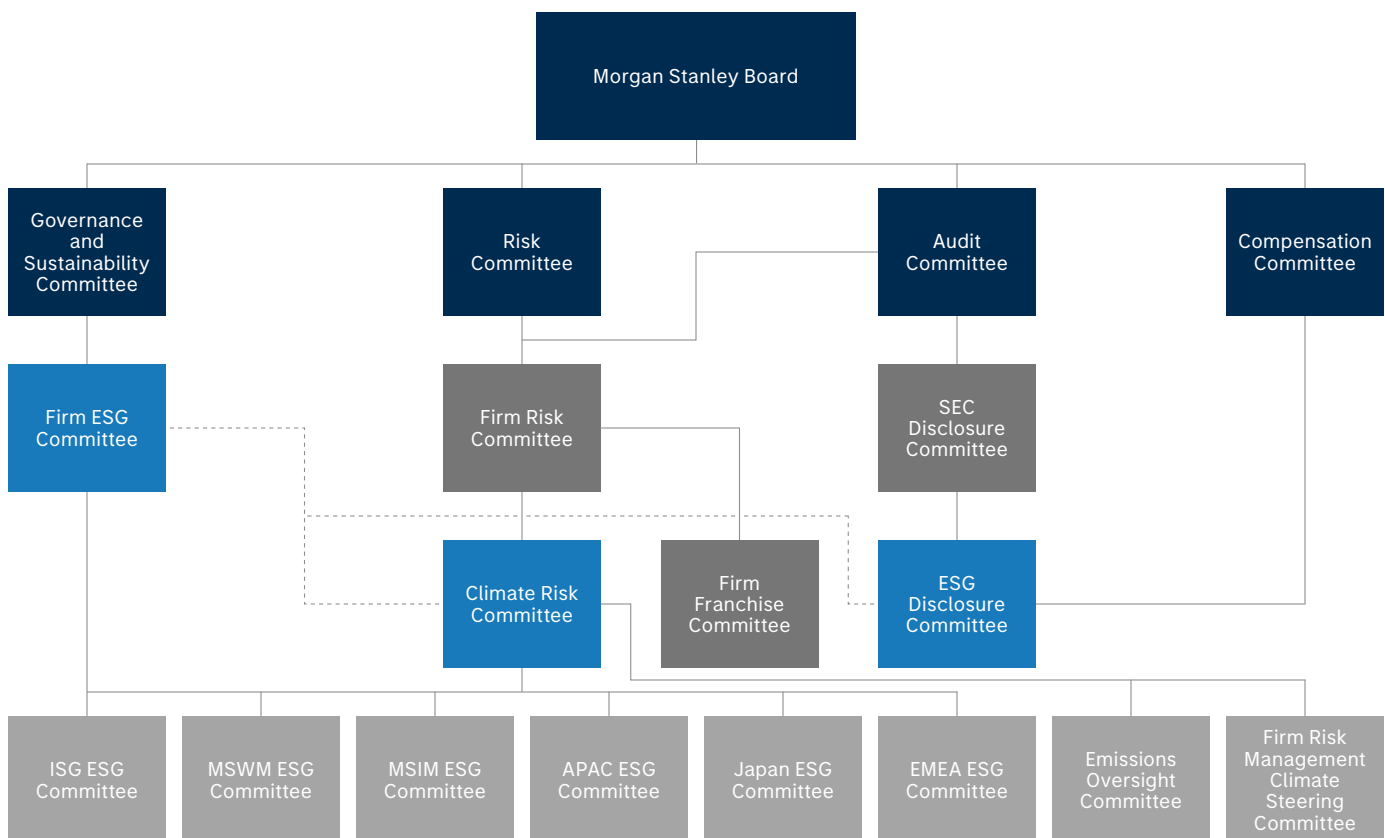 Morgan Stanley Board
Governance
and
Sustainability
Committee
Risk
Committee
Audit
Committee
Compensation
Committee
Firm ESG
Committee
Firm Risk
Committee
SEC
Disclosure
Committee
Climate Risk
Committee
Firm
Franchise
Committee
ESG
Disclosure
Committee
ISG ESG
Committee
MSWM ESG
Committee
MSIM ESG
Committee
APAC ESG
Committee
Japan ESG
Committee
EMEA ESG
Committee
Emissions
Oversight
Committee
Firm Risk
Management
Climate
Steering
Committee